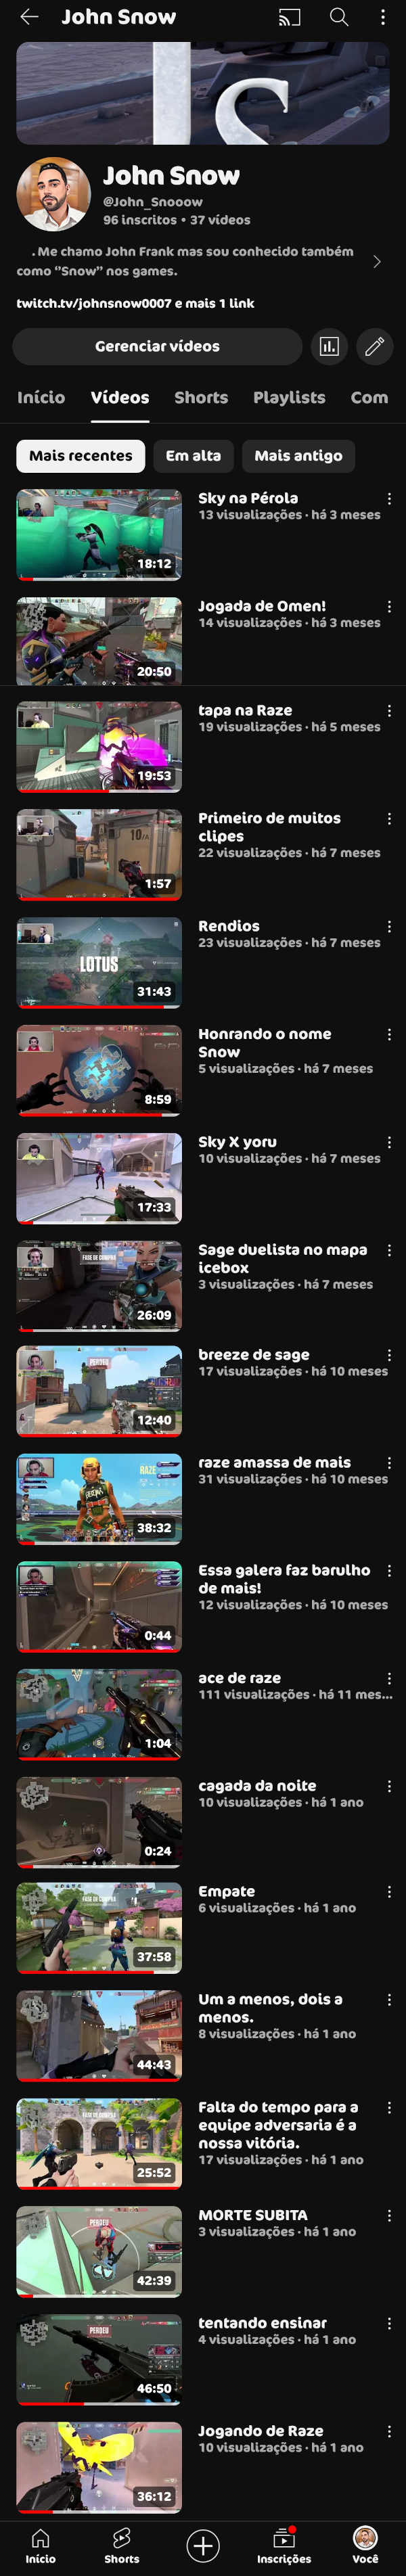 John Snow
John Snow
@John_Snooow
96 inscritos • 37 vídeos
. Me chamo John Frank mas sou conhecido também
como ‘’Snow’’ nos games.
twitch.tv/johnsnow0007 e mais 1 link
Gerenciar vídeos
Início Vídeos Shorts Playlists Com
Mais recentes Em alta Mais antigo
18:12
Sky na Pérola
13 visualizações · há 3 meses
20:50
Jogada de Omen!
14 visualizações · há 3 meses
19:53
tapa na Raze
19 visualizações · há 5 meses
1:57
Primeiro de muitos
clipes
22 visualizações · há 7 meses
LOTUS
31:43
Rendios
23 visualizações · há 7 meses
8:59
Honrando o nome
Snow
5 visualizações · há 7 meses
17:33
Sky X yoru
10 visualizações · há 7 meses
FASE DE COMPRA
26:09
Sage duelista no mapa
icebox
3 visualizações · há 7 meses
PERDEU
12:40
breeze de sage
17 visualizações · há 10 meses
RAZE
38:32
raze amassa de mais
31 visualizações · há 10 meses
0:44
Essa galera faz barulho
de mais!
12 visualizações · há 10 meses
1:04
ace de raze
111 visualizações · há 11 mes...
0:24
cagada da noite
10 visualizações · há 1 ano
FASE DE COMPRA
37:58
Empate
6 visualizações · há 1 ano
44:43
Um a menos, dois a
menos.
8 visualizações · há 1 ano
FASE DE COMPRA
25:52
Falta do tempo para a
equipe adversaria é a
nossa vitória.
17 visualizações · há 1 ano
PERDEU
42:39
MORTE SUBITA
3 visualizações · há 1 ano
PERDEU
46:50
tentando ensinar
4 visualizações · há 1 ano
36:12
Jogando de Raze
10 visualizações · há 1 ano
Início Shorts Inscrições Você